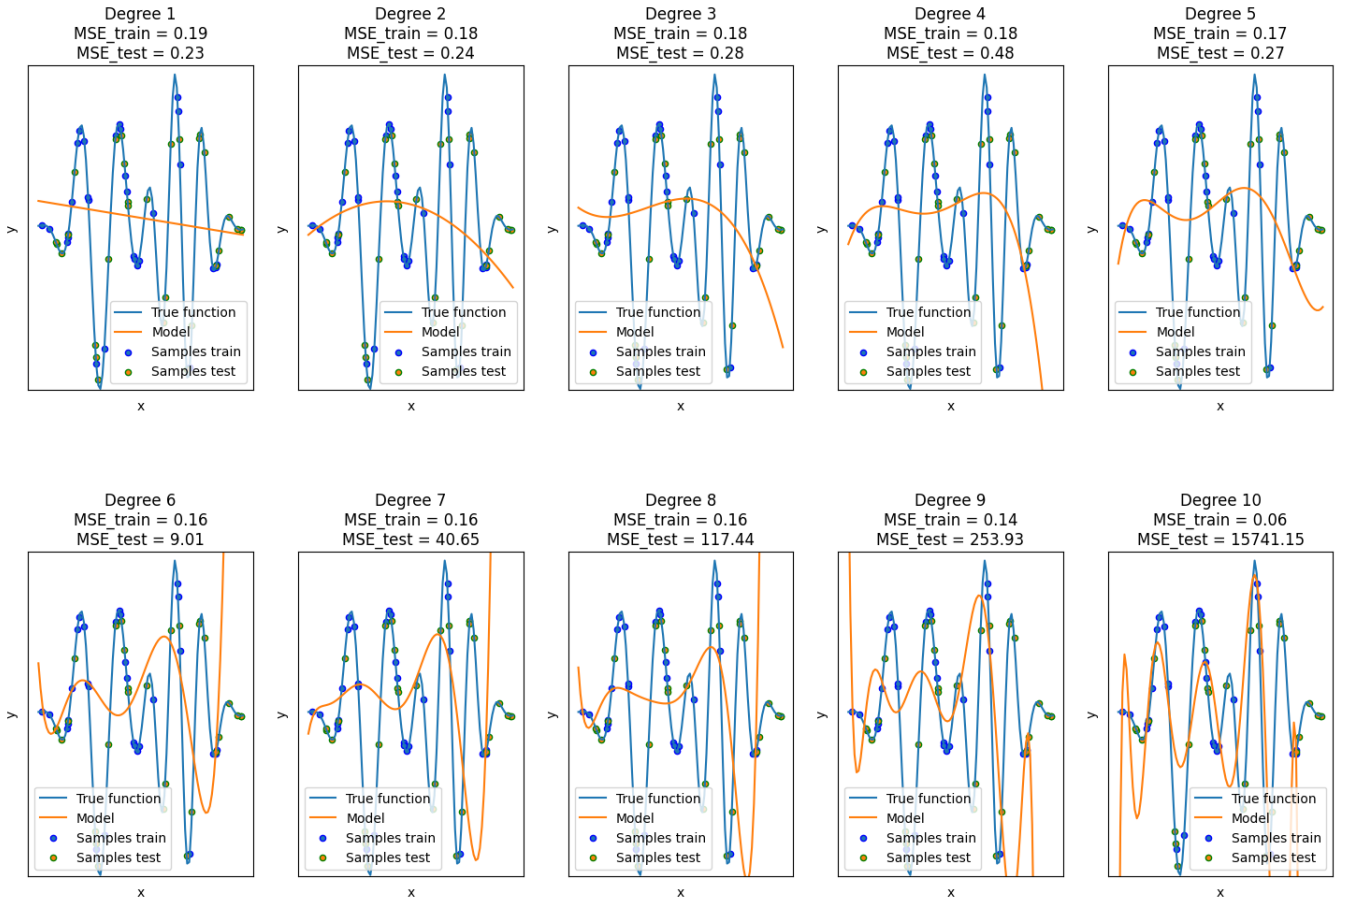 Degree 1
MSE_train = 0.19
MSE_test = 0.23
Degree 2
MSE_train = 0.18
MSE_test = 0.24
Degree 3
MSE_train = 0.18
MSE_test = 0.28
Degree 4
MSE_train = 0.18
MSE_test = 0.48
Degree 5
MSE_train = 0.17
MSE_test = 0.27
y
True function
Model
Samples train
Samples test
x
y
True function
Model
Samples train
Samples test
x
y
True function
Model
Samples train
Samples test
x
y
True function
Model
Samples train
Samples test
x
y
True function
Model
Samples train
Samples test
x
Degree 6
MSE_train = 0.16
MSE_test = 9.01
Degree 7
MSE_train = 0.16
MSE_test = 40.65
Degree 8
MSE_train = 0.16
MSE_test = 117.44
Degree 9
MSE_train = 0.14
MSE_test = 253.93
Degree 10
MSE_train = 0.06
MSE_test = 15741.15
y
True function
Model
Samples train
Samples test
x
y
True function
Model
Samples train
Samples test
x
y
True function
Model
Samples train
Samples test
x
y
True function
Model
Samples train
Samples test
x
y
True function
Model
Samples train
Samples test
x